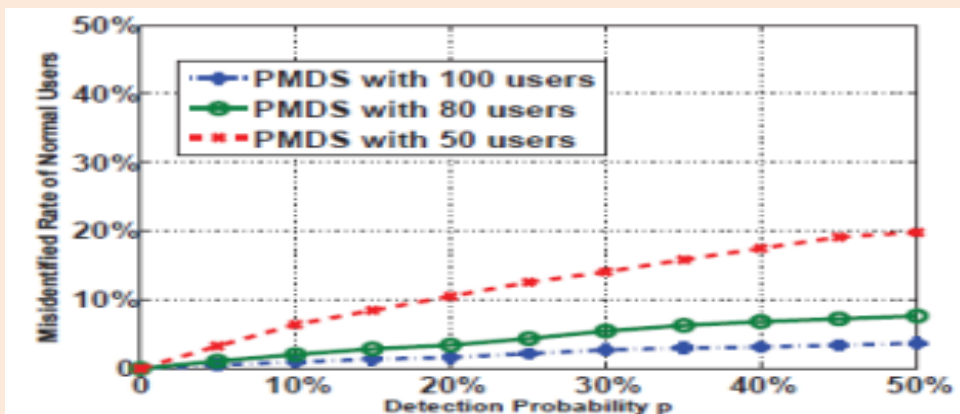 50%
PMDS with 100 users
40%
PMDS with 80 users
PMDS with 50 users
30%
20%
10%
0
0 10% 20% 30% 40% 50%
Detection Probability p
Misidentified Rate of Normal Users